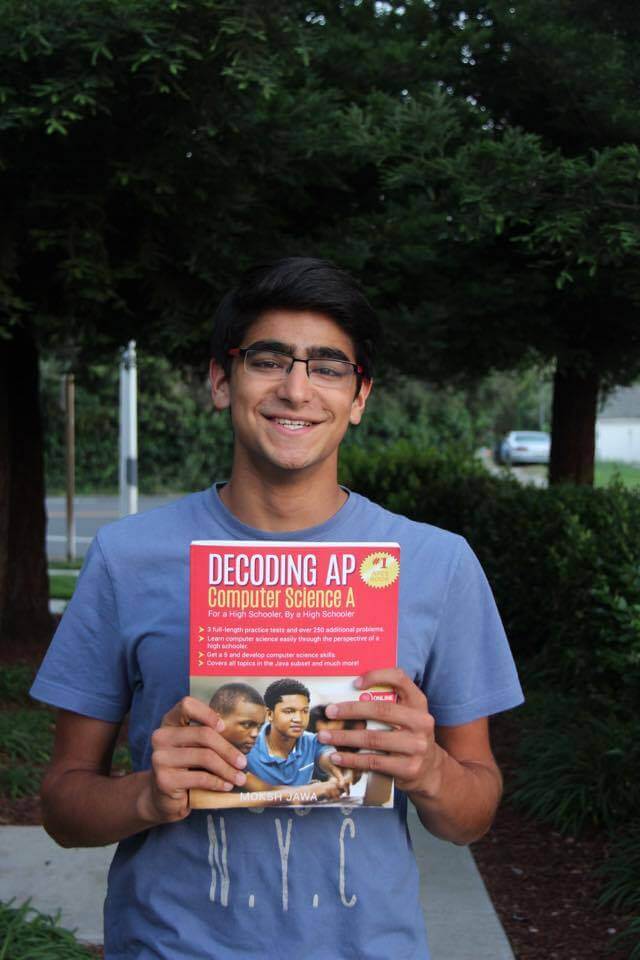 DECODING AP
#1
Computer Science A
For a High Schooler, By a High Schooler
3 full-length practice tests and over 250 additional problems.
Learn computer science easily through the perspective of a
high schooler.
Get a 5 and develop computer science skills.
Covers all topics in the Java subset and much more!
ONLINE
MOKSH JAWA
N.Y.C